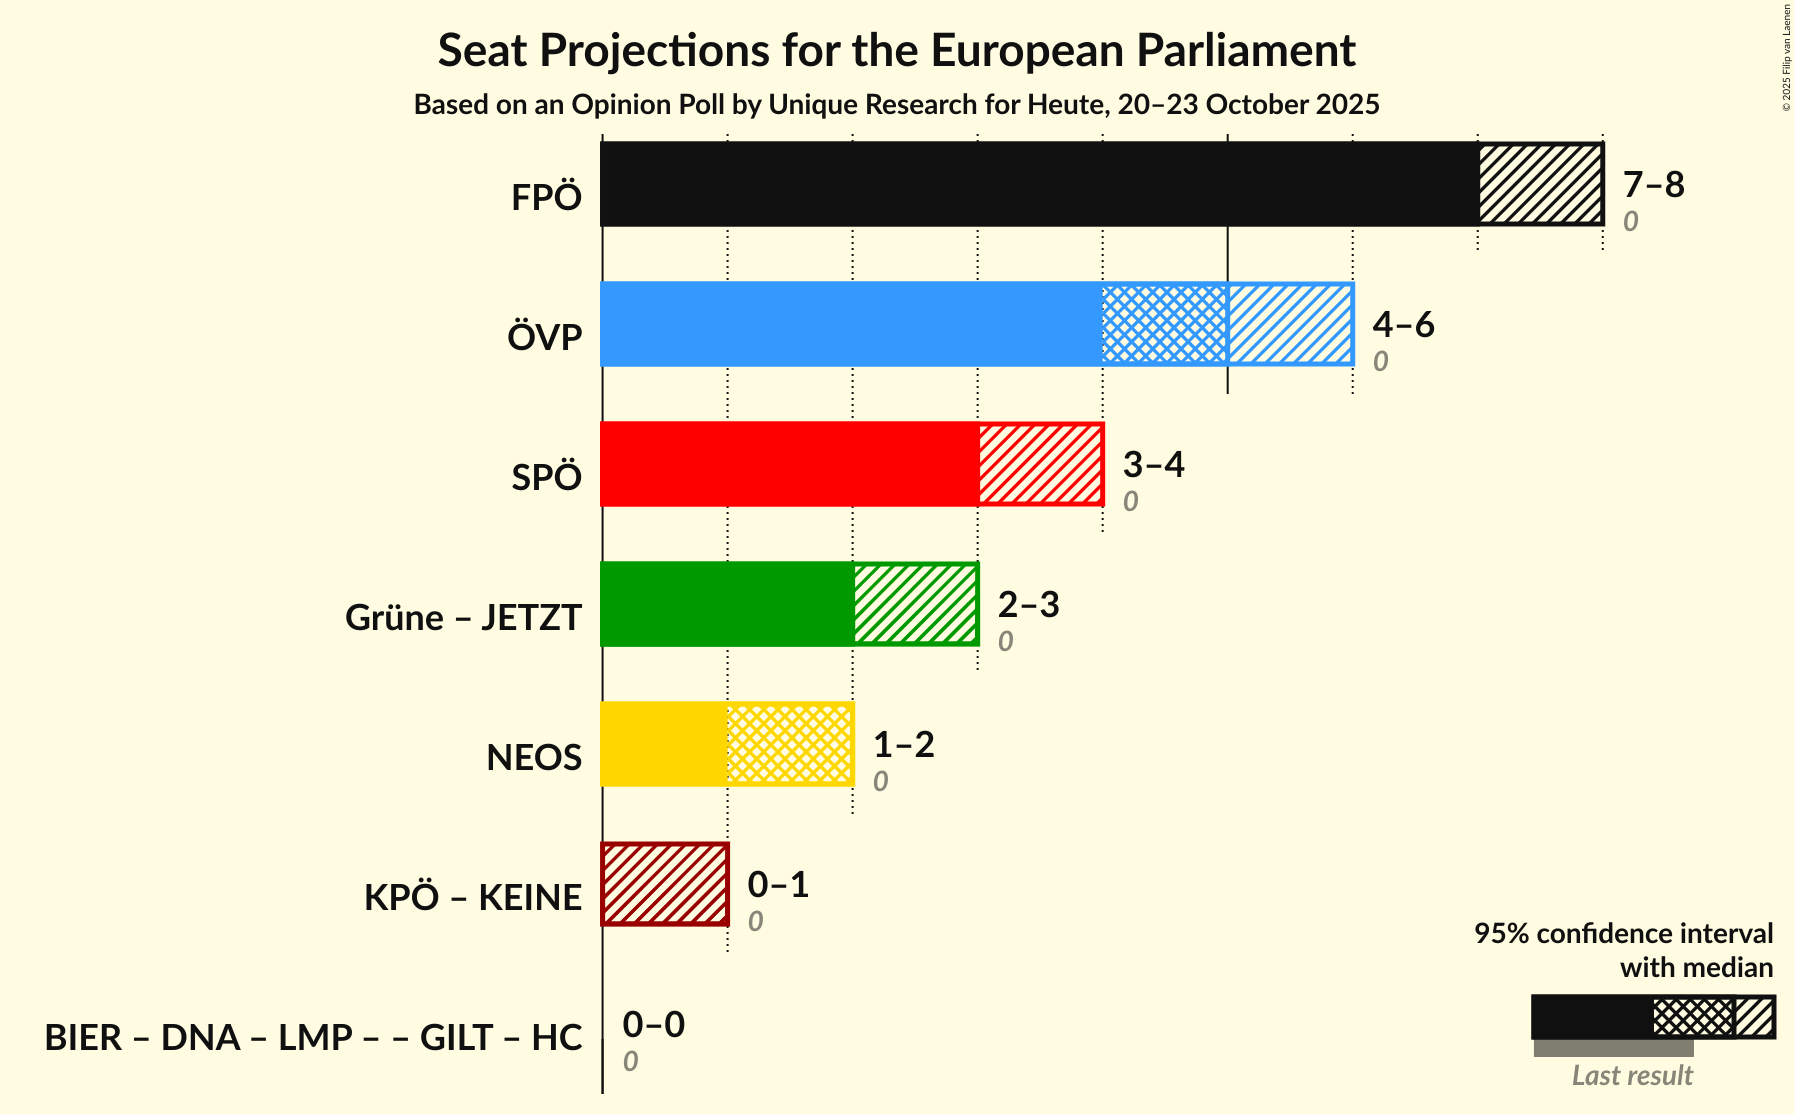 Seat Projections for the European Parliament
Based on an Opinion Poll by Unique Research for Heute, 20–23 October 2025
© 2025 Filip van Laenen
FPÖ
7–8
0
ÖVP
4–6
0
SPÖ
3–4
0
Grüne – JETZT
2–3
0
NEOS
1–2
0
KPÖ – KEINE
0–1
0
BIER – DNA – LMP – – GILT – HC
0–0
0
95% confidence interval
with median
Last result